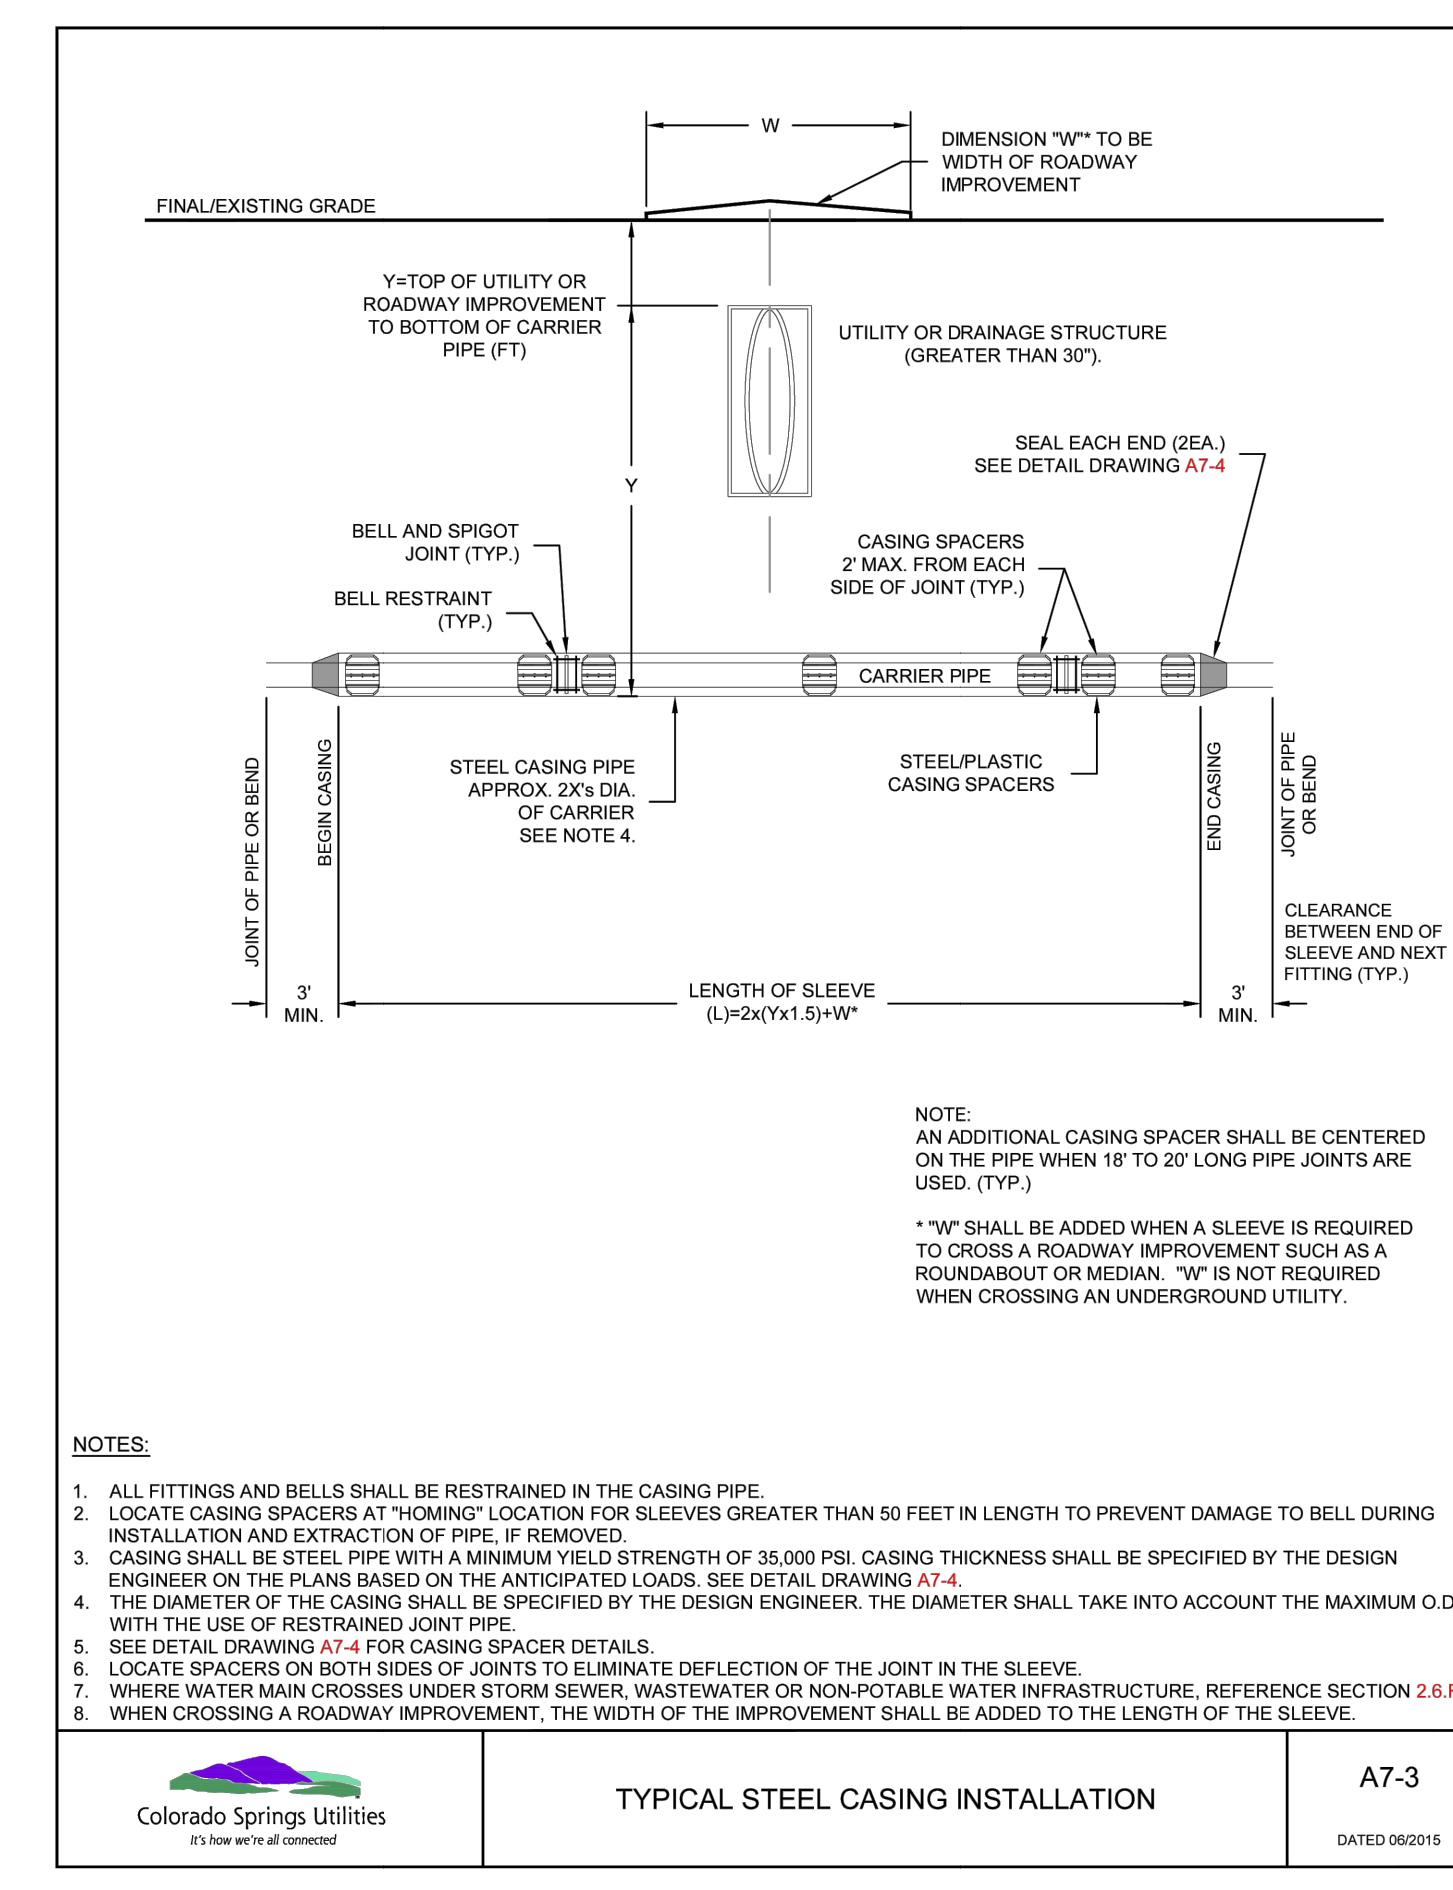 W
DIMENSION "W"* TO BE
WIDTH OF ROADWAY
IMPROVEMENT
FINAL/EXISTING GRADE
Y=TOP OF UTILITY OR
ROADWAY IMPROVEMENT
TO BOTTOM OF CARRIER
PIPE (FT)
UTILITY OR DRAINAGE STRUCTURE
(GREATER THAN 30").
SEAL EACH END (2EA.)
SEE DETAIL DRAWING A7-4
Y
BELL AND SPIGOT
JOINT (TYP.)
CASING SPACERS
2' MAX. FROM EACH
SIDE OF JOINT (TYP.)
BELL RESTRAINT
(TYP.)
CARRIER PIPE
STEEL CASING PIPE
APPROX. 2X's DIA.
OF CARRIER
SEE NOTE 4.
STEEL/PLASTIC
CASING SPACERS
JOINT OF PIPE OR BEND
BEGIN CASING
END CASING
JOINT OF PIPE
OR BEND
CLEARANCE
BETWEEN END OF
SLEEVE AND NEXT
FITTING (TYP.)
3'
MIN.
LENGTH OF SLEEVE
(L)=2x(Yx1.5)+W*
3'
MIN.
NOTE:
AN ADDITIONAL CASING SPACER SHALL BE CENTERED
ON THE PIPE WHEN 18' TO 20' LONG PIPE JOINTS ARE
USED. (TYP.)
* "W" SHALL BE ADDED WHEN A SLEEVE IS REQUIRED
TO CROSS A ROADWAY IMPROVEMENT SUCH AS A
ROUNDABOUT OR MEDIAN. "W" IS NOT REQUIRED
WHEN CROSSING AN UNDERGROUND UTILITY.
NOTES:
1. ALL FITTINGS AND BELLS SHALL BE RESTRAINED IN THE CASING PIPE.
2. LOCATE CASING SPACERS AT "HOMING" LOCATION FOR SLEEVES GREATER THAN 50 FEET IN LENGTH TO PREVENT DAMAGE TO BELL DURING
INSTALLATION AND EXTRACTION OF PIPE, IF REMOVED.
3. CASING SHALL BE STEEL PIPE WITH A MINIMUM YIELD STRENGTH OF 35,000 PSI. CASING THICKNESS SHALL BE SPECIFIED BY THE DESIGN
ENGINEER ON THE PLANS BASED ON THE ANTICIPATED LOADS. SEE DETAIL DRAWING A7-4.
4. THE DIAMETER OF THE CASING SHALL BE SPECIFIED BY THE DESIGN ENGINEER. THE DIAMETER SHALL TAKE INTO ACCOUNT THE MAXIMUM O.D
WITH THE USE OF RESTRAINED JOINT PIPE.
5. SEE DETAIL DRAWING A7-4 FOR CASING SPACER DETAILS.
6. LOCATE SPACERS ON BOTH SIDES OF JOINTS TO ELIMINATE DEFLECTION OF THE JOINT IN THE SLEEVE.
7. WHERE WATER MAIN CROSSES UNDER STORM SEWER, WASTEWATER OR NON-POTABLE WATER INFRASTRUCTURE, REFERENCE SECTION 2.6.
8. WHEN CROSSING A ROADWAY IMPROVEMENT, THE WIDTH OF THE IMPROVEMENT SHALL BE ADDED TO THE LENGTH OF THE SLEEVE.
Colorado Springs Utilities
It's how we're all connected
TYPICAL STEEL CASING INSTALLATION
A7-3
DATED 06/2015